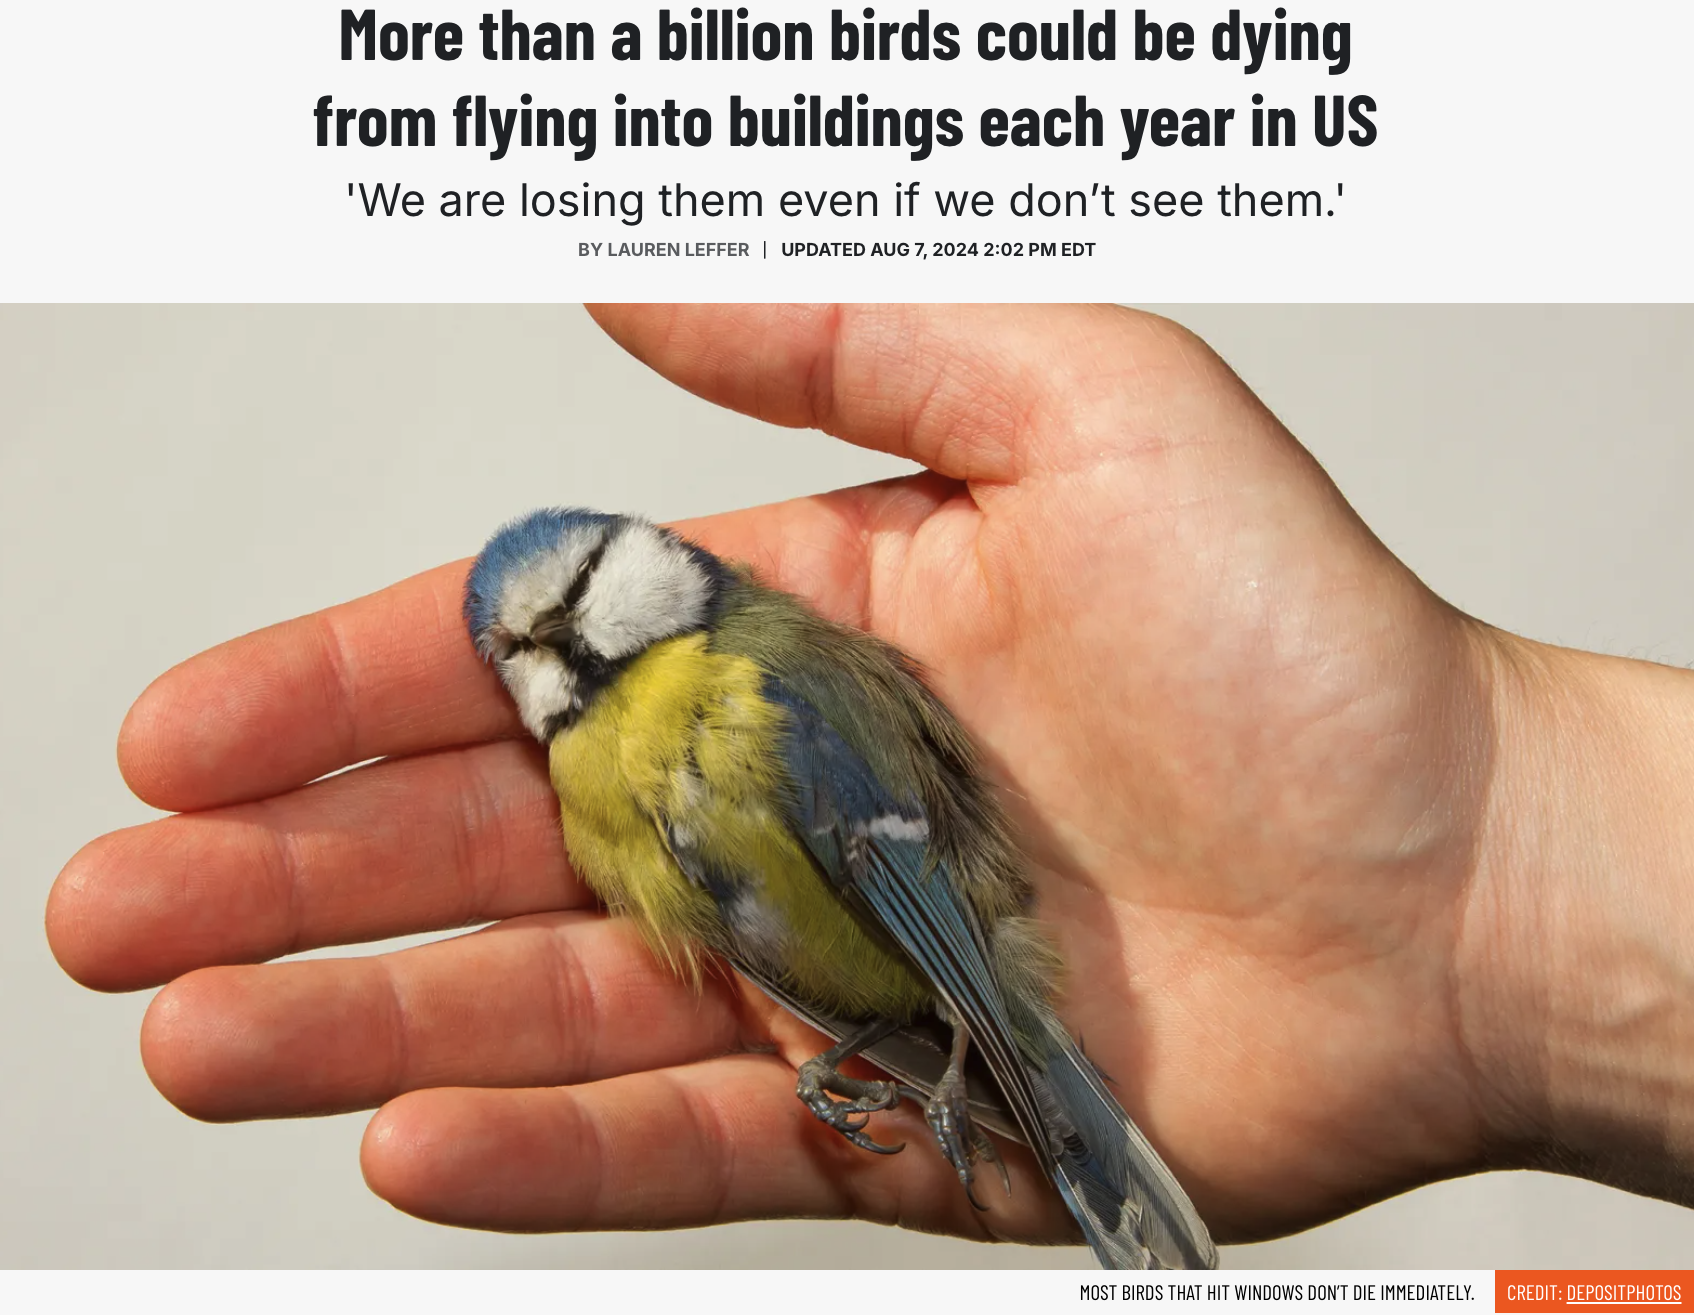 More than a billion birds could be dying
from flying into buildings each year in US
'We are losing them even if we don’t see them.'
BY LAUREN LEFFER | UPDATED AUG 7, 2024 2:02 PM EDT
MOST BIRDS THAT HIT WINDOWS DON’T DIE IMMEDIATELY. CREDIT: DEPOSITPHOTOS